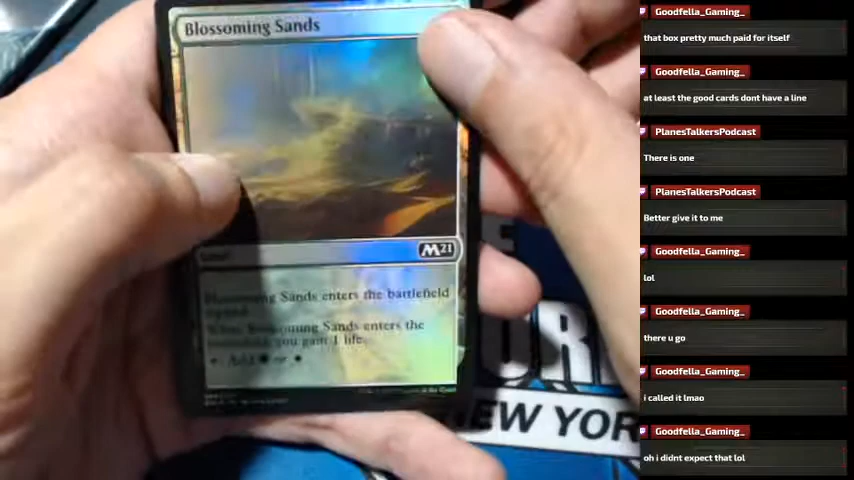 Blossoming Sands
M21
Blossoming Sands enters the battlefield
When Blossoming Sands enters the
you gain 1 life.
Add or
NEW YOR
Goodfella_Gaming_
that box pretty much paid for itself
Goodfella_Gaming_
at least the good cards dont have a line
PlanesTalkersPodcast
There is one
PlanesTalkersPodcast
Better give it to me
Goodfella_Gaming_
lol
Goodfella_Gaming_
there u go
Goodfella_Gaming_
i called it lmao
Goodfella_Gaming_
oh i didnt expect that lol